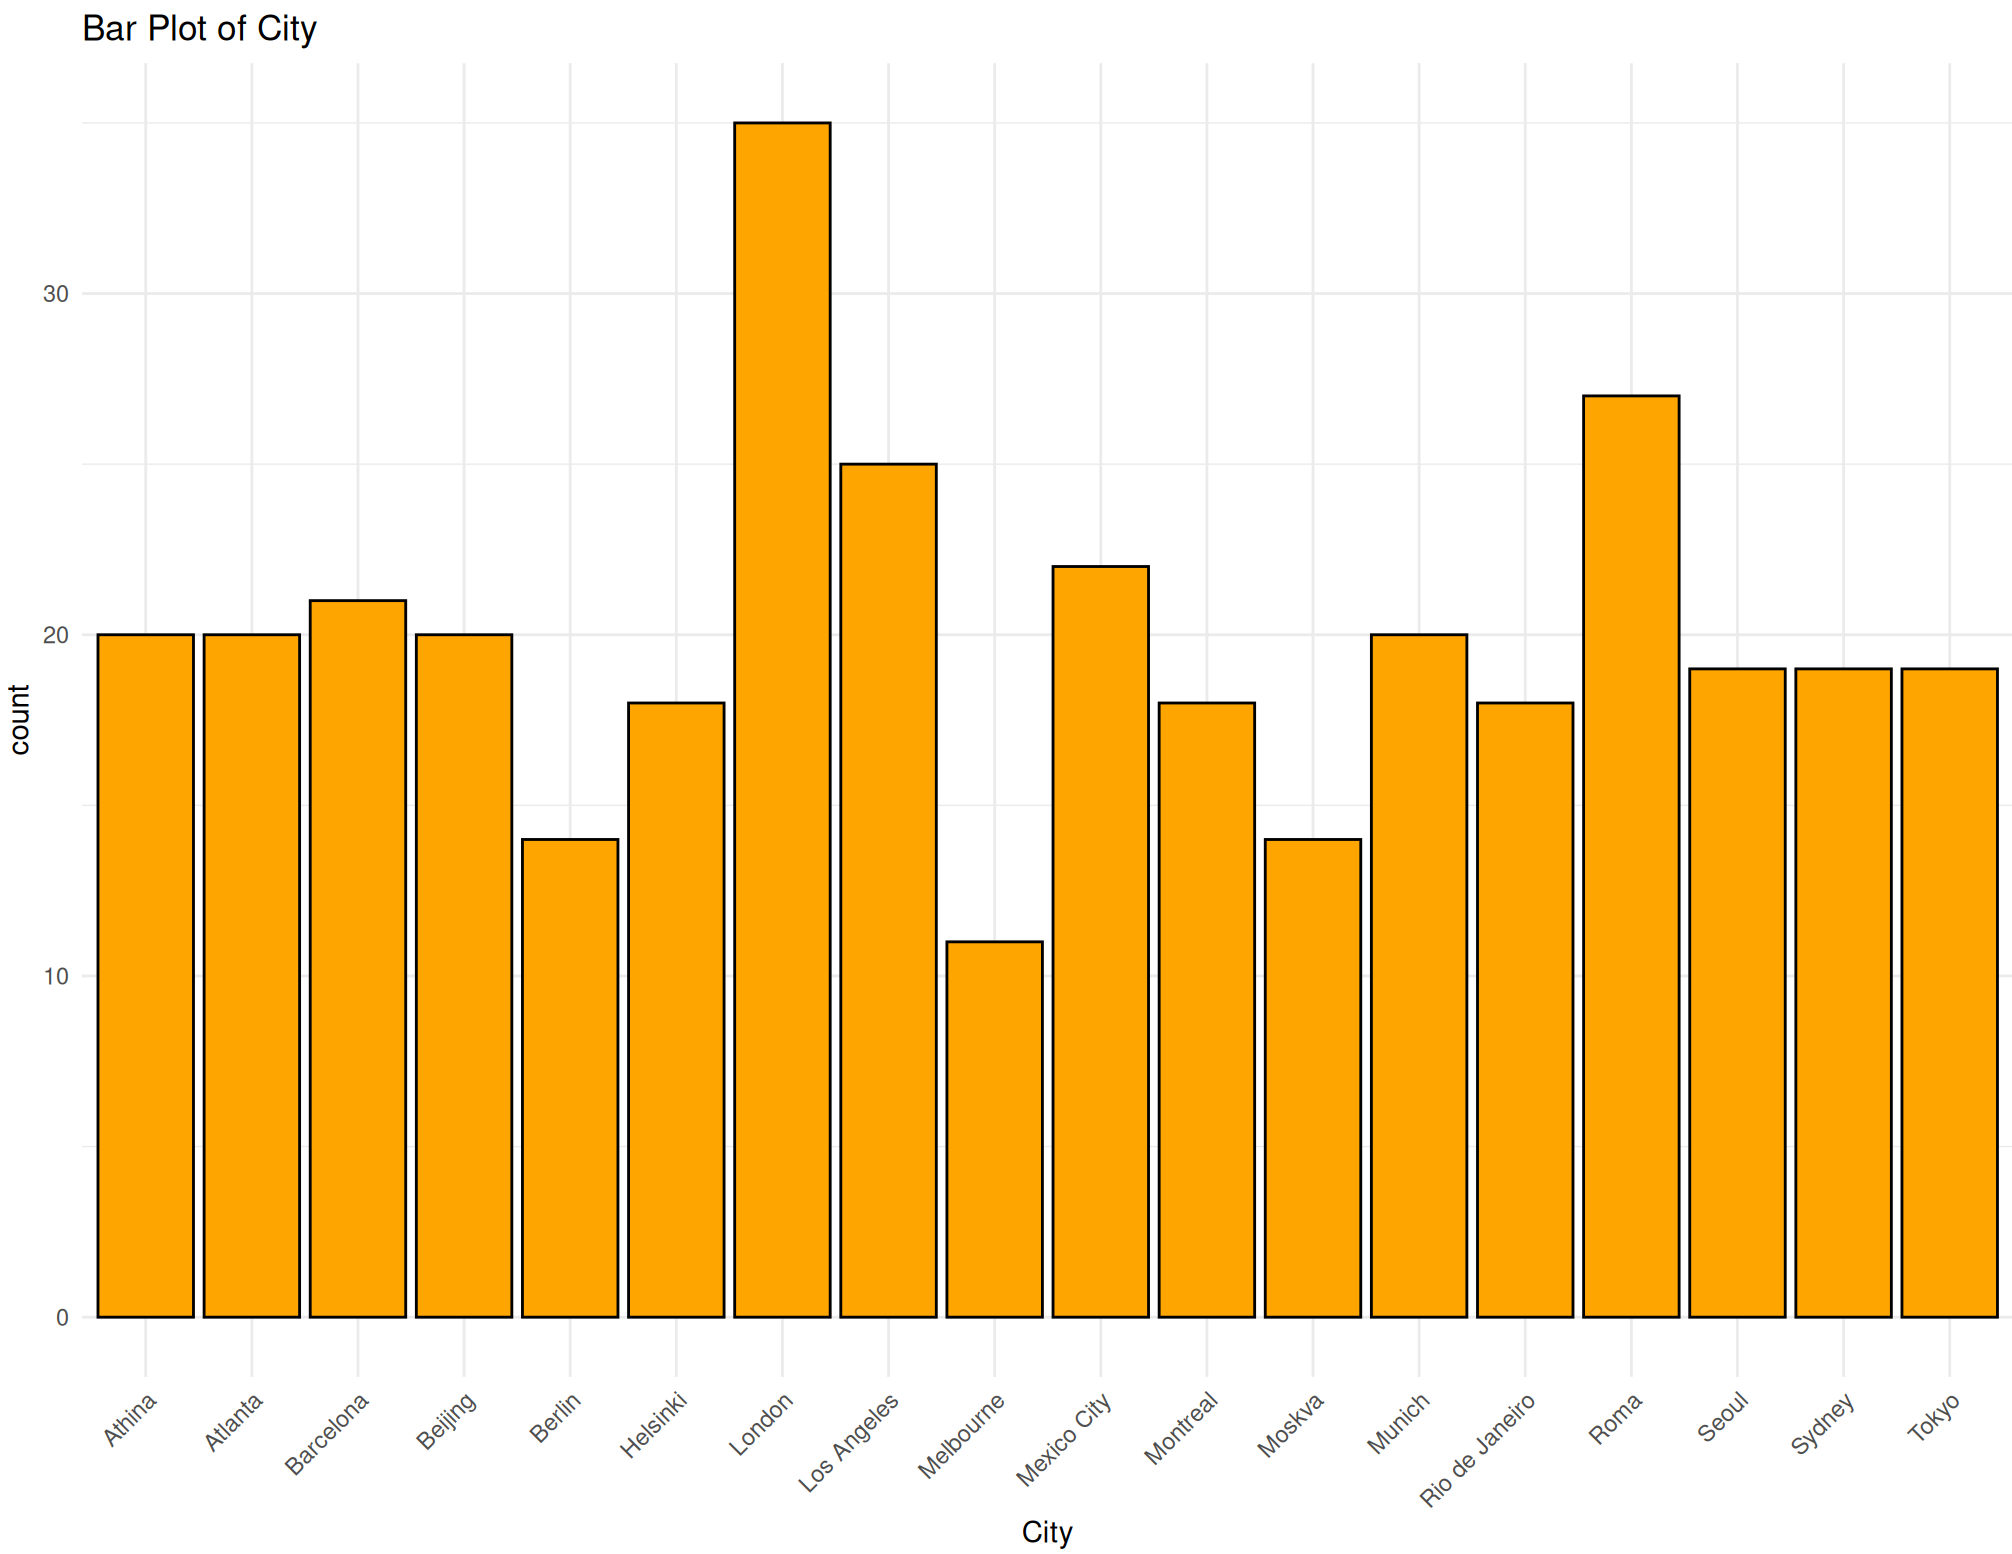 Bar Plot of City
count
30
20
10
0
Athina
Atlanta
Barcelona
Beijing
Berlin
Helsinki
London
Los Angeles
Melbourne
Mexico City
Montreal
Moskva
Munich
Rio de Janeiro
Roma
Seoul
Sydney
Tokyo
City